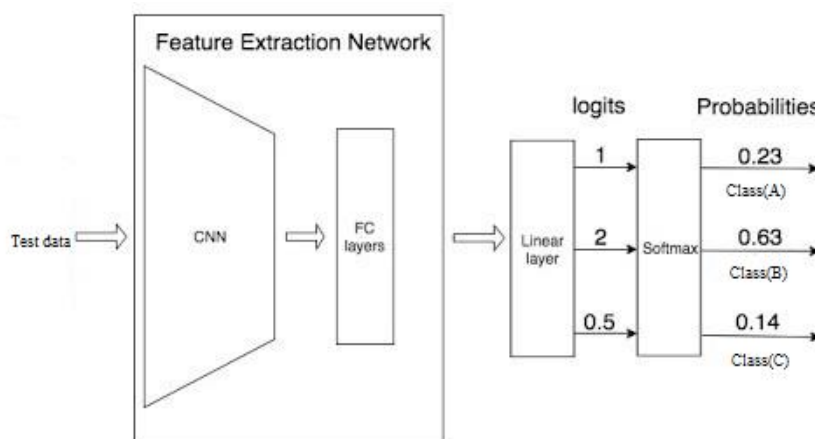 Feature Extraction Network
logits
Probabilities
Test data
CNN
FC
layers
Linear
layer
1
2
0.5
Softmax
0.23
Class(A)
0.63
Class(B)
0.14
Class(C)